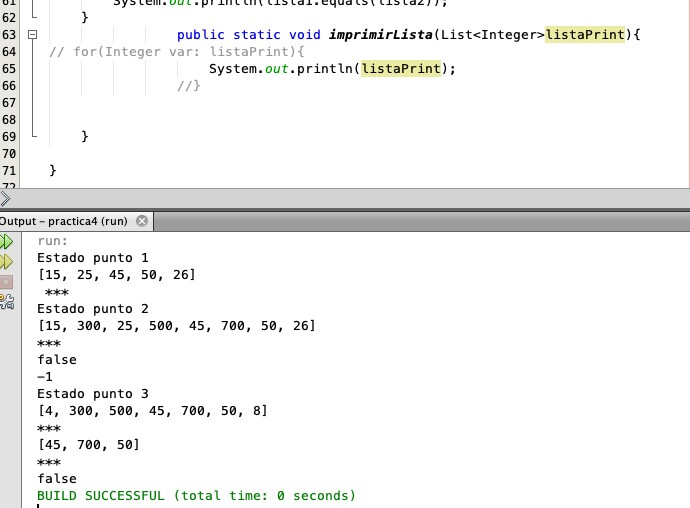 61 System.out.println(lista1.equals(lista2));
62 }
63 public static void imprimirLista(List<Integer>listaPrint){
64 // for(Integer var: listaPrint){
65 System.out.println(listaPrint);
66 //}
67
68
69 }
70
71 }
72
Output - practica4 (run)
run:
Estado punto 1
[15, 25, 45, 50, 26]
***
Estado punto 2
[15, 300, 25, 500, 45, 700, 50, 26]
***
false
-1
Estado punto 3
[4, 300, 500, 45, 700, 50, 8]
***
[45, 700, 50]
***
false
BUILD SUCCESSFUL (total time: 0 seconds)